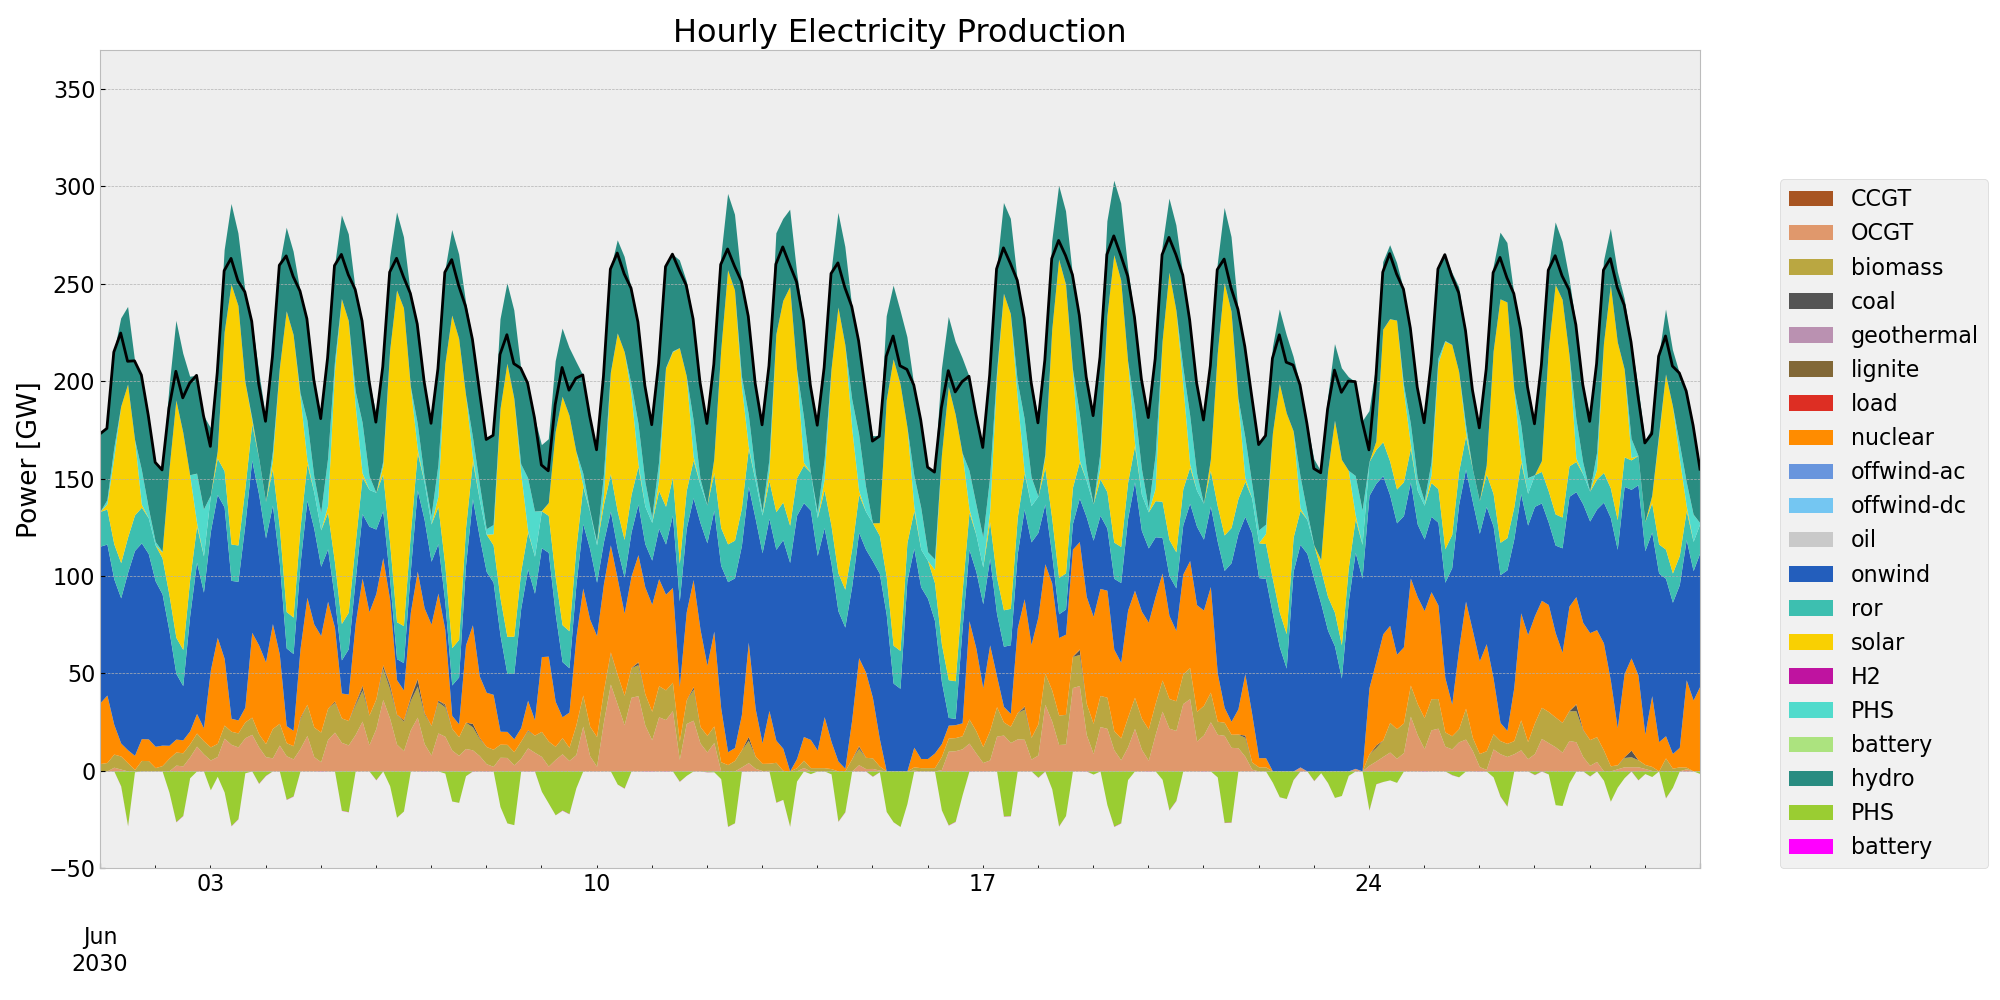 Hourly Electricity Production
Power [GW]
350
300
250
200
150
100
50
0
−50
03
10
17
24
Jun
2030
CCGT
OCGT
biomass
coal
geothermal
lignite
load
nuclear
offwind-ac
offwind-dc
oil
onwind
ror
solar
H2
PHS
battery
hydro
PHS
battery